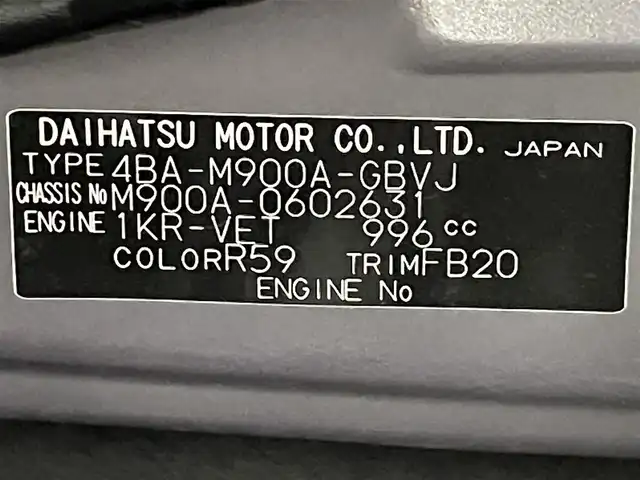 DAIHATSU MOTOR CO.,LTD. JAPAN
TYPE 4BA-M900A-GBVJ
CHASSIS No M900A-0602631
ENGINE 1KR-VET 996 cc
COLOR R59 TRIM FB20
ENGINE No